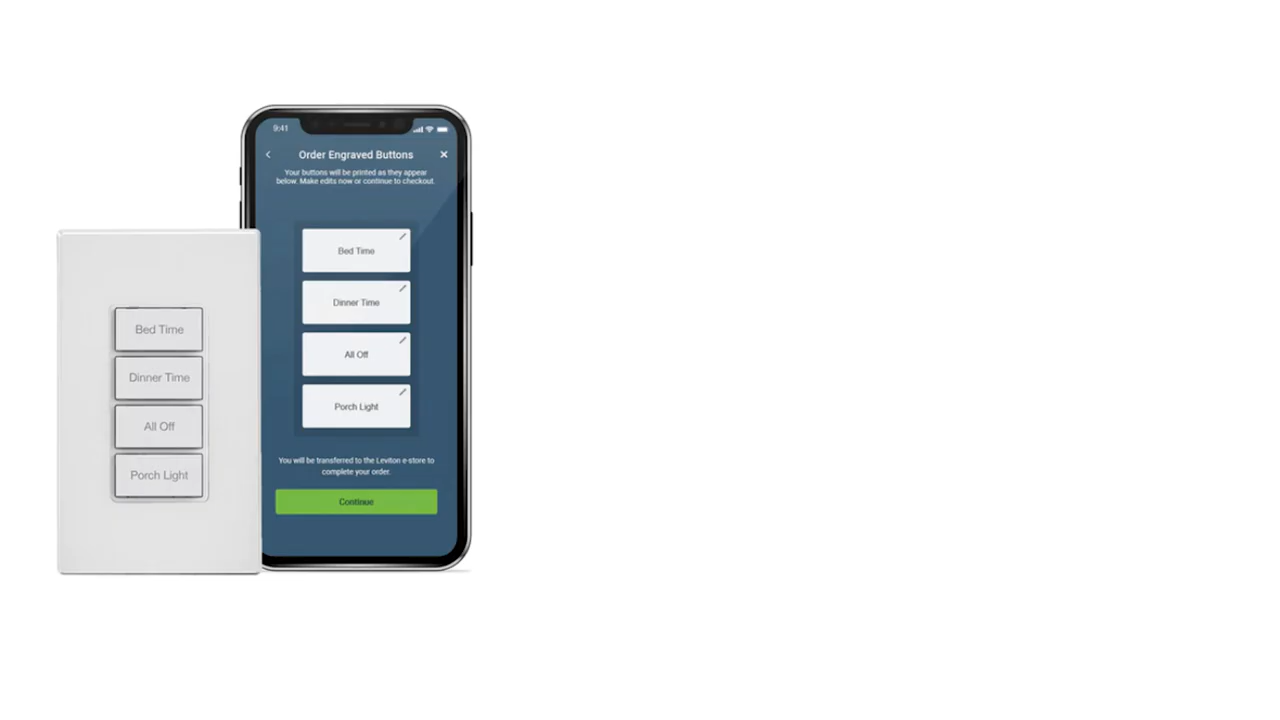 9:41
Order Engraved Buttons
Your buttons will be printed as they appear
below. Make edits now or continue to checkout.
Bed Time
Dinner Time
All Off
Porch Light
You will be transferred to the Leviton e-store to
complete your order.
Continue
Bed Time
Dinner Time
All Off
Porch Light